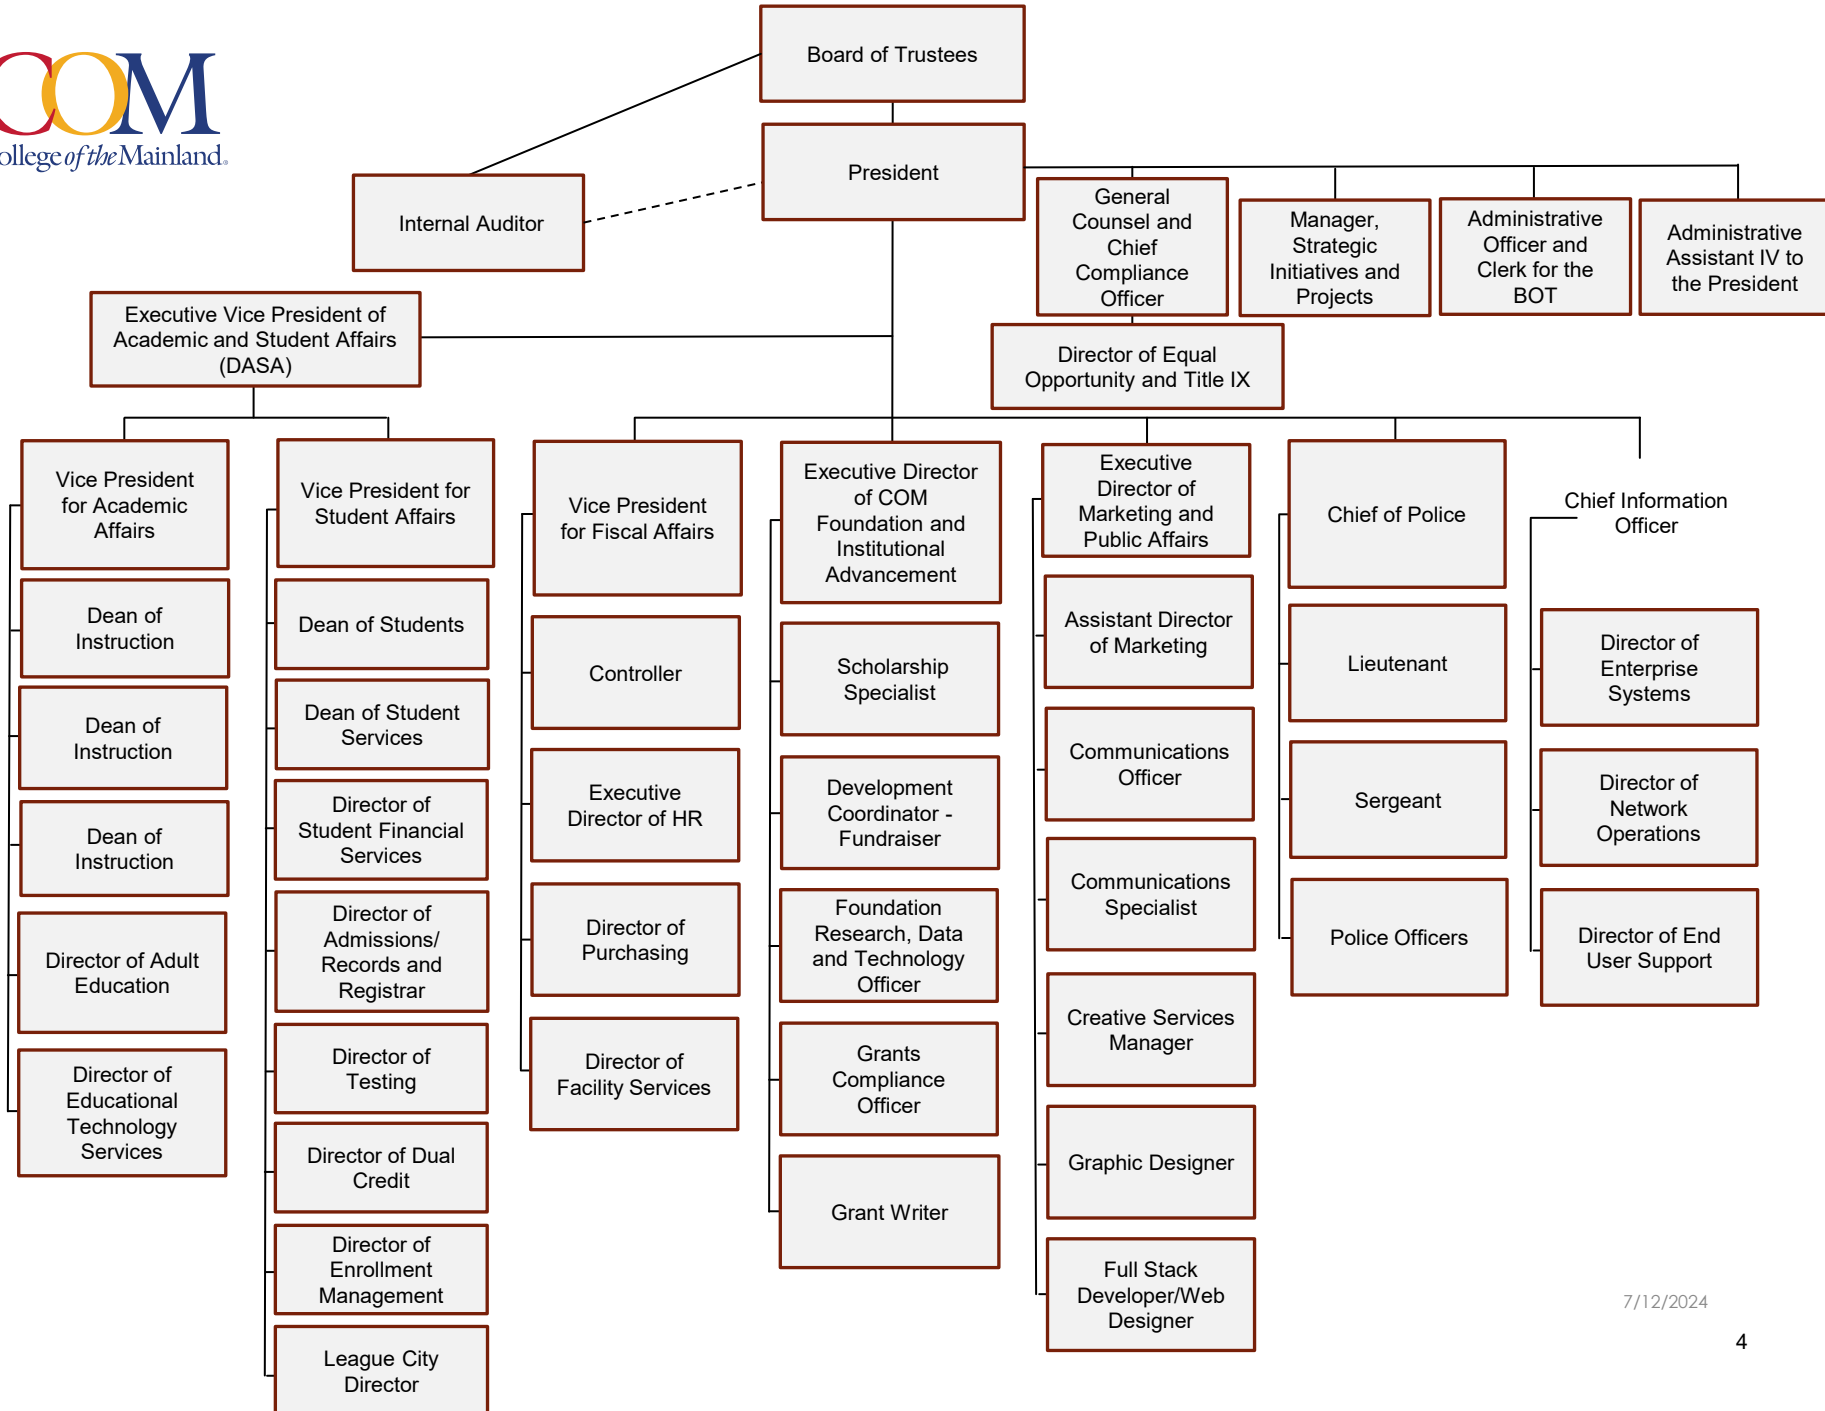 Board of Trustees
COM
ollege of the Mainland
President
Internal Auditor
General
Counsel and
Chief
Compliance
Officer
Manager,
Strategic
Initiatives and
Projects
Administrative
Officer and
Clerk for the
BOT
Administrative
Assistant IV to
the President
Executive Vice President of
Academic and Student Affairs
(DASA)
Director of Equal
Opportunity and Title IX
Vice President
for Academic
Affairs
Dean of
Instruction
Dean of
Instruction
Dean of
Instruction
Director of Adult
Education
Director of
Educational
Technology
Services
Vice President for
Student Affairs
Dean of Students
Dean of Student
Services
Director of
Student Financial
Services
Director of
Admissions/
Records and
Registrar
Director of
Testing
Director of Dual
Credit
Director of
Enrollment
Management
League City
Director
Vice President
for Fiscal Affairs
Controller
Executive
Director of HR
Director of
Purchasing
Director of
Facility Services
Executive Director
of COM
Foundation and
Institutional
Advancement
Scholarship
Specialist
Development
Coordinator -
Fundraiser
Foundation
Research, Data
and Technology
Officer
Grants
Compliance
Officer
Grant Writer
Executive
Director of
Marketing and
Public Affairs
Assistant Director
of Marketing
Communications
Officer
Communications
Specialist
Creative Services
Manager
Graphic Designer
Full Stack
Developer/Web
Designer
Chief of Police
Lieutenant
Sergeant
Police Officers
Chief Information
Officer
Director of
Enterprise
Systems
Director of
Network
Operations
Director of End
User Support
7/12/2024
4